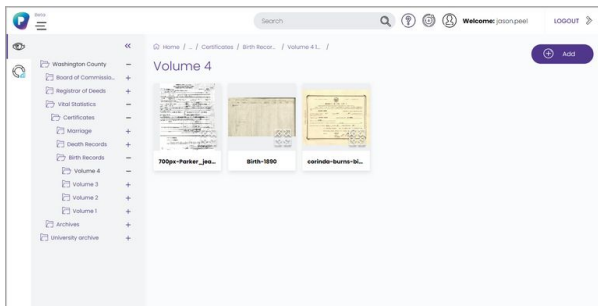 Beta
Search
Welcome: jason.peel
LOGOUT
Home / ... / Certificates / Birth Recor... / Volume 4 l... /
Add
Volume 4
Washington County
Board of Commissio...
Registrar of Deeds
Vital Statistics
Certificates
Marriage
Death Records
Birth Records
Volume 4
Volume 3
Volume 2
Volume 1
Archives
University archive
700px-Parker_jea...
Birth-1890
corinda-burns-bi...